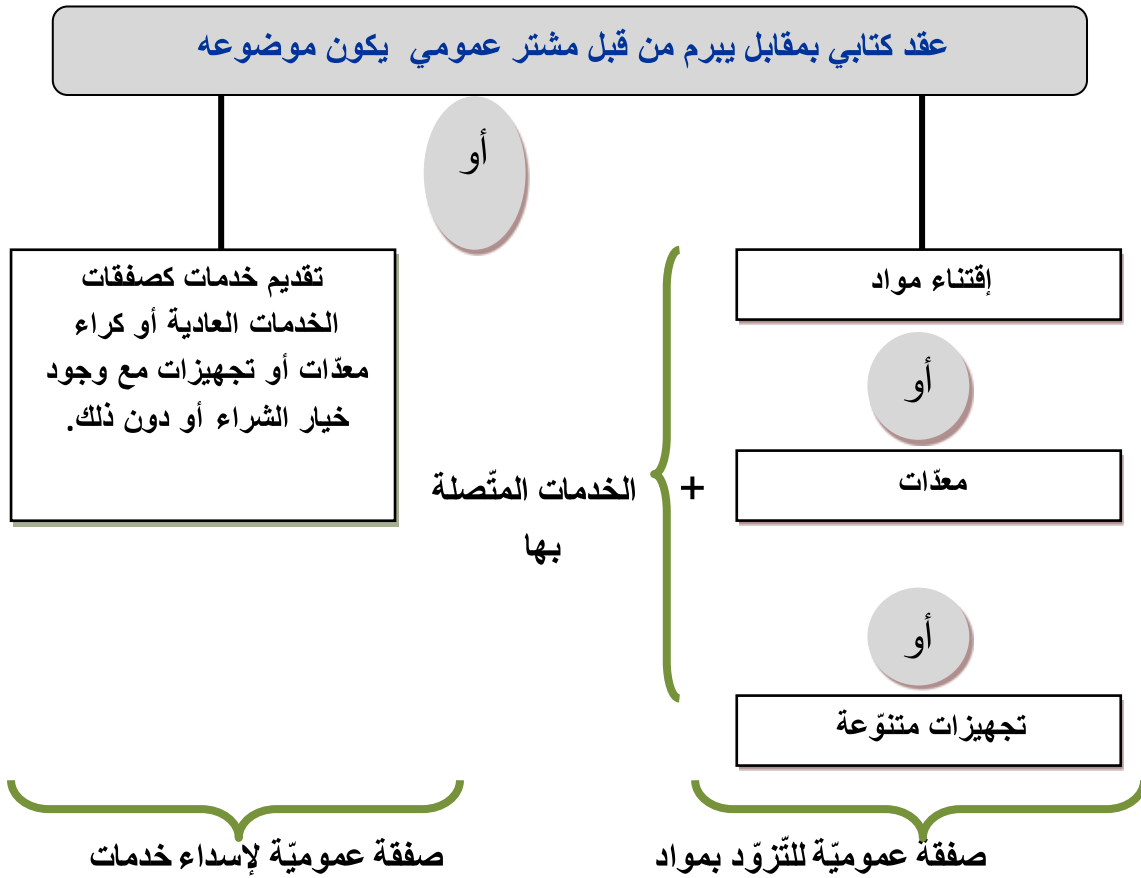 عقد كتابي بمقابل يبرم من قبل مشتر عمومي يكون موضوعه
أو
إقتناء مواد
أو
معدّات
أو
تجهيزات متنوّعة
+
الخدمات المتّصلة
بها
تقديم خدمات كصفقات
الخدمات العادية أو كراء
معدّات أو تجهيزات مع وجود
خيار الشراء أو دون ذلك.
صفقة عموميّة للتّزوّد بمواد
صفقة عموميّة لإسداء خدمات